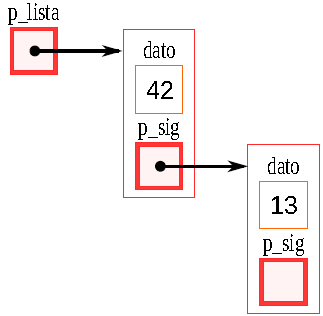 p_lista
dato
42
p_sig
dato
13
p_sig